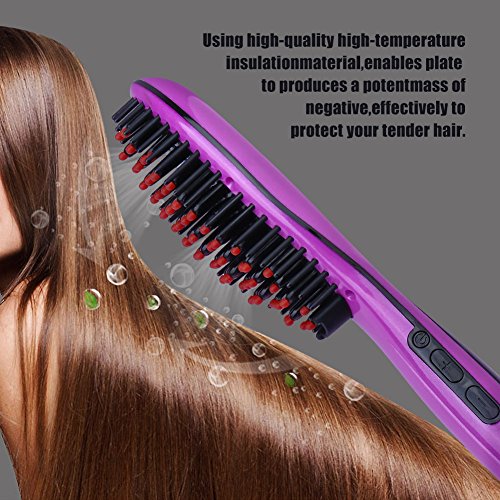 Using high-quality high-temperature
insulationmaterial,enables plate
to produces a potentmass of
negative,effectively to
protect your tender hair.